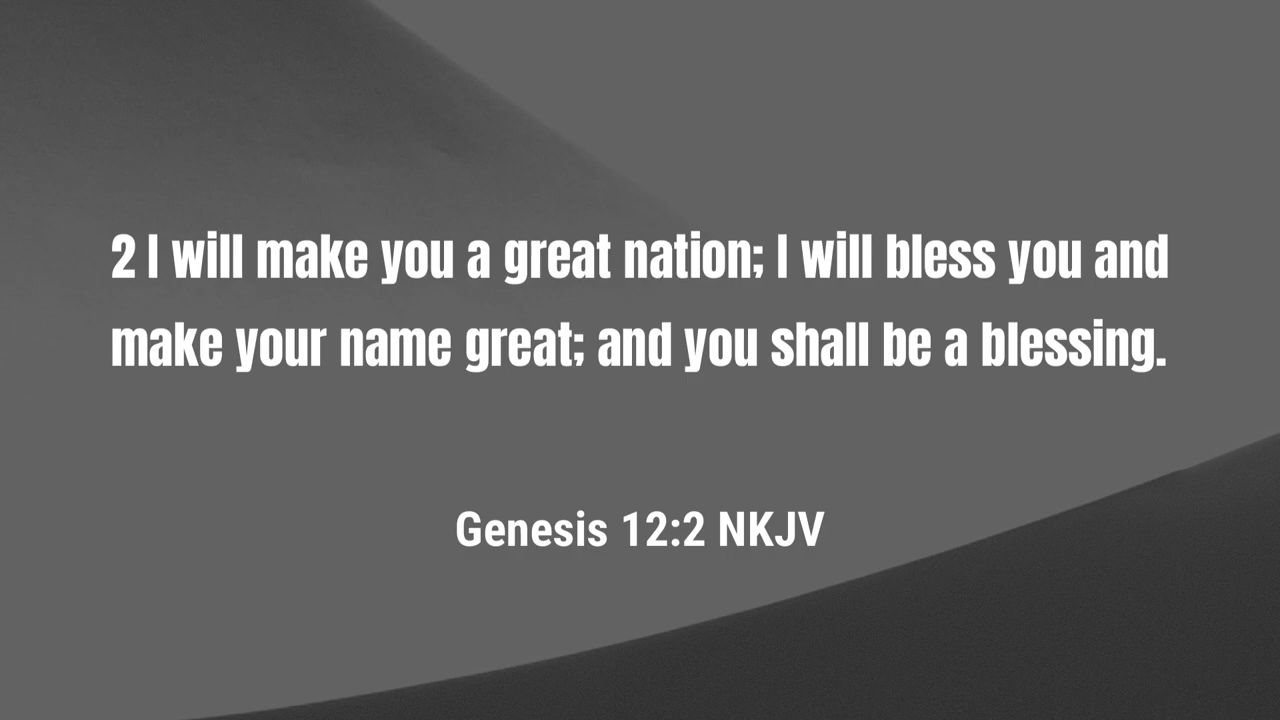 2 I will make you a great nation; I will bless you and
make your name great; and you shall be a blessing.
Genesis 12:2 NKJV